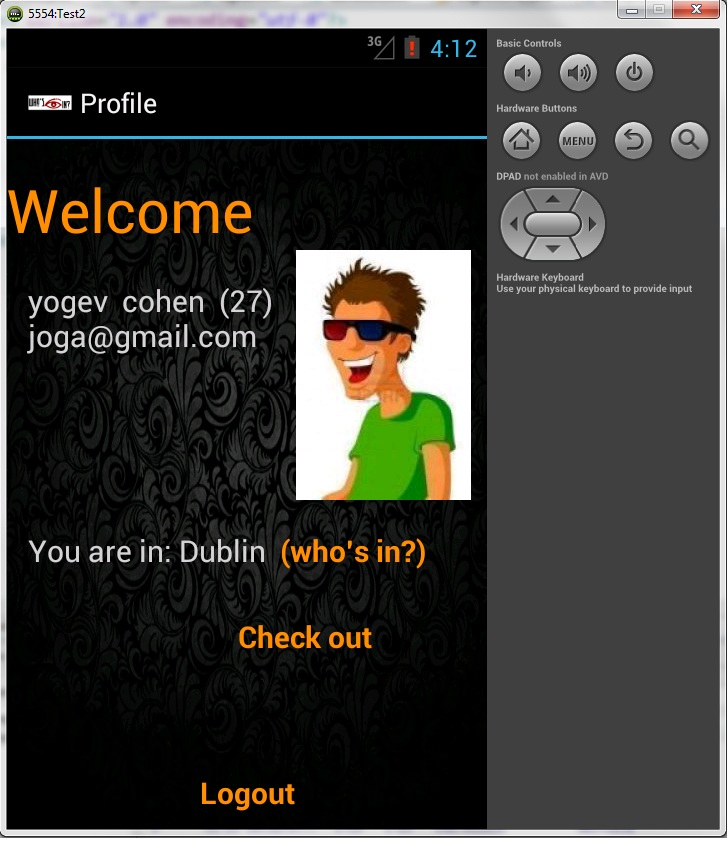 5554:Test2
3G 4:12
WHO'S IN? Profile
Welcome
yogev cohen (27)
joga@gmail.com
You are in: Dublin (who's in?)
Check out
Logout
Basic Controls
Hardware Buttons
MENU
DPAD not enabled in AVD
Hardware Keyboard
Use your physical keyboard to provide input